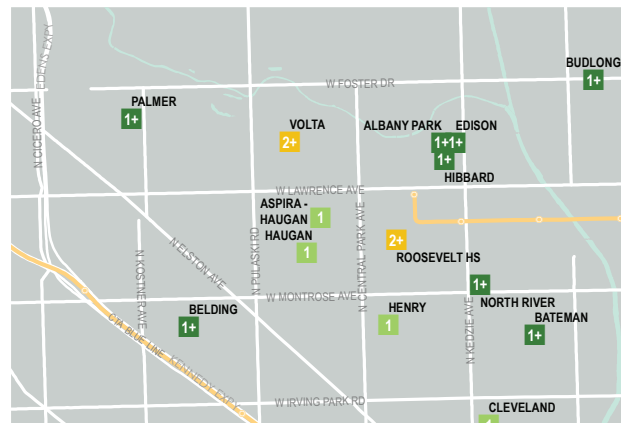 BUDLONG
1+
W FOSTER DR
EDENS EXPY
N CICERO AVE
PALMER
1+
VOLTA
2+
ALBANY PARK
EDISON
1+
1+
1+
HIBBARD
W LAWRENCE AVE
ASPIRA -
HAUGAN
1
HAUGAN
1
N PULASKI RD
N CENTRAL PARK AVE
2+
ROOSEVELT HS
N ELSTON AVE
N KOSTNER AVE
W MONTROSE AVE
1+
NORTH RIVER
BELDING
1+
HENRY
1
N KEDZIE AVE
BATEMAN
1+
CTA BLUE LINE
KENNEDY EXPY
W IRVING PARK RD
CLEVELAND
1